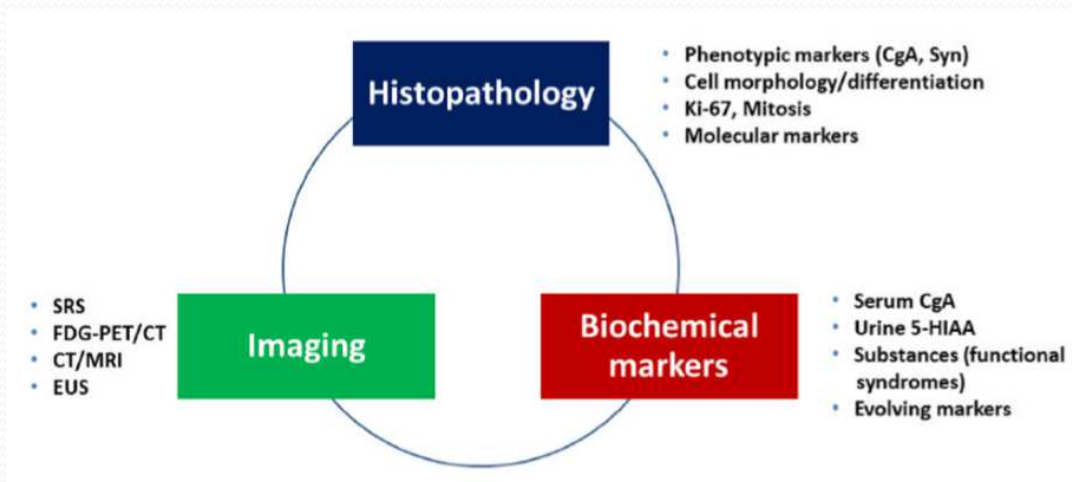 Histopathology
• Phenotypic markers (CgA, Syn)
• Cell morphology/differentiation
• Ki-67, Mitosis
• Molecular markers
• SRS
• FDG-PET/CT
• CT/MRI
• EUS
Imaging
Biochemical
markers
• Serum CgA
• Urine 5-HIAA
• Substances (functional
syndromes)
• Evolving markers